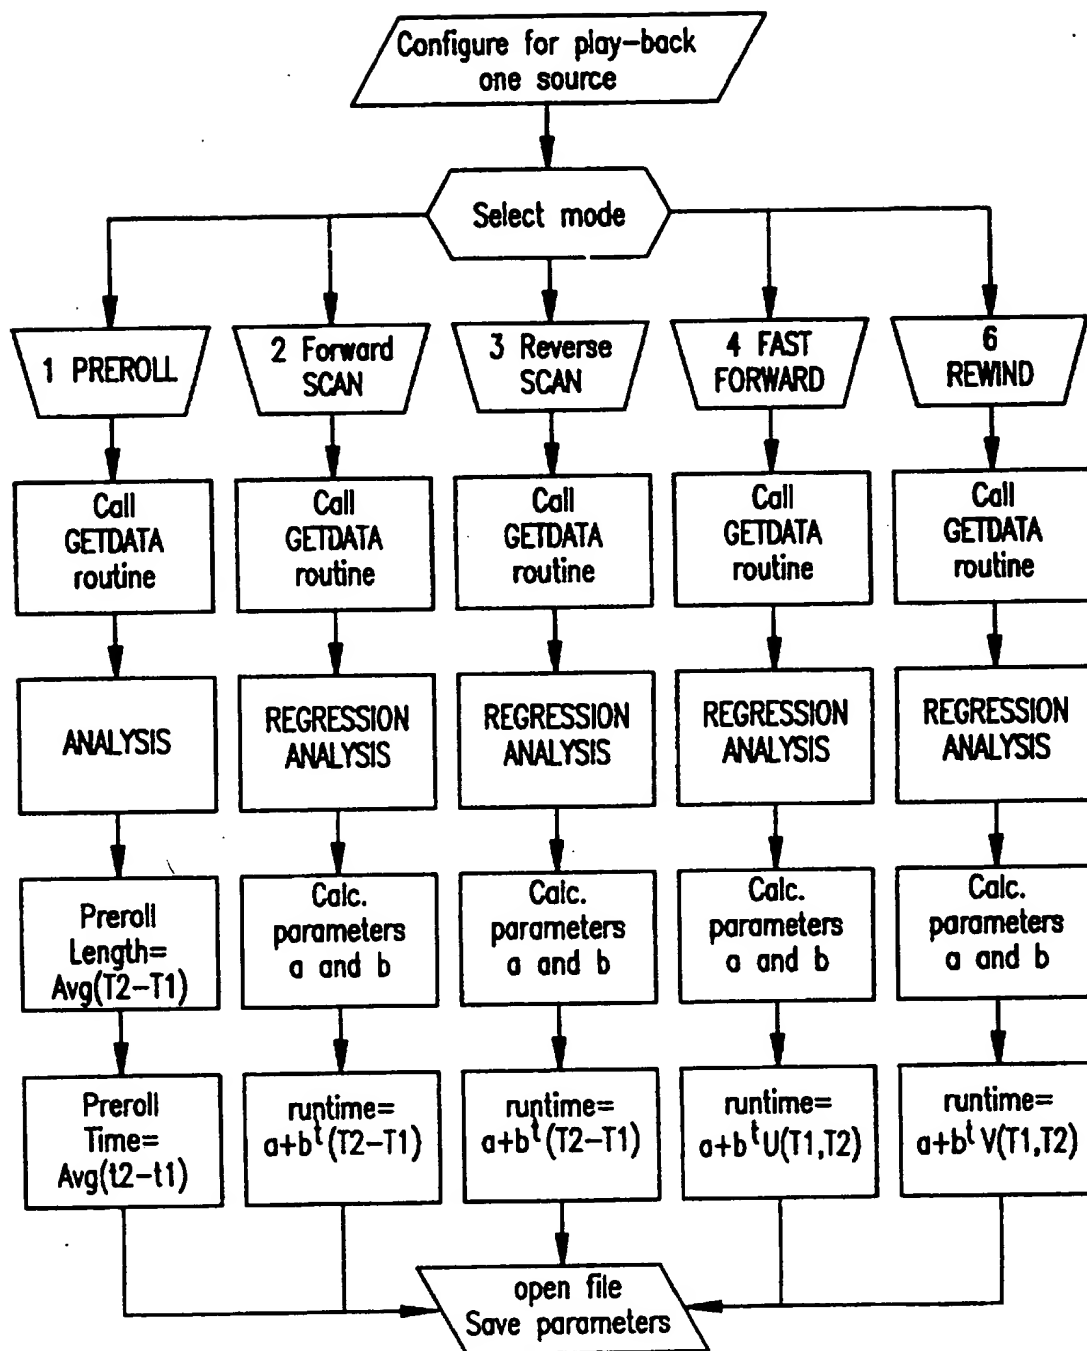 Configure for play-back
one source
Select mode
1 PREROLL
2 Forward
SCAN
3 Reverse
SCAN
4 FAST
FORWARD
6
REWIND
Call
GETDATA
routine
Call
GETDATA
routine
Call
GETDATA
routine
Call
GETDATA
routine
Call
GETDATA
routine
ANALYSIS
REGRESSION
ANALYSIS
REGRESSION
ANALYSIS
REGRESSION
ANALYSIS
REGRESSION
ANALYSIS
Preroll
Length=
Avg(T2-T1)
Calc.
parameters
a and b
Calc.
parameters
a and b
Calc.
parameters
a and b
Calc.
parameters
a and b
Preroll
Time=
Avg(t2-t1)
runtime=
a+bᵗ(T2-T1)
runtime=
a+bᵗ(T2-T1)
runtime=
a+bᵗU(T1,T2)
runtime=
a+bᵗV(T1,T2)
open file
Save parameters